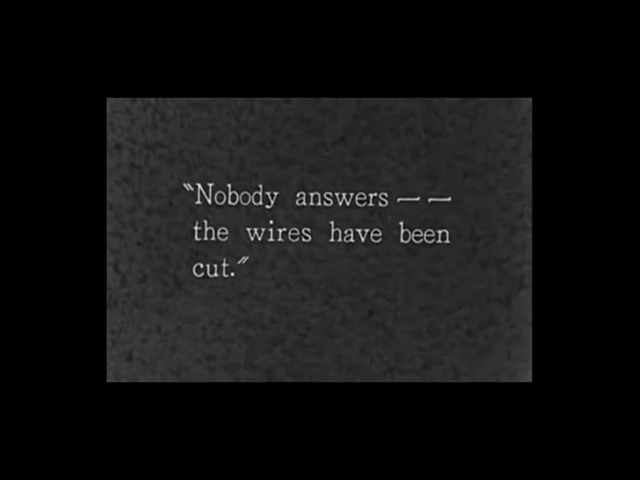 "Nobody answers — —
the wires have been
cut."